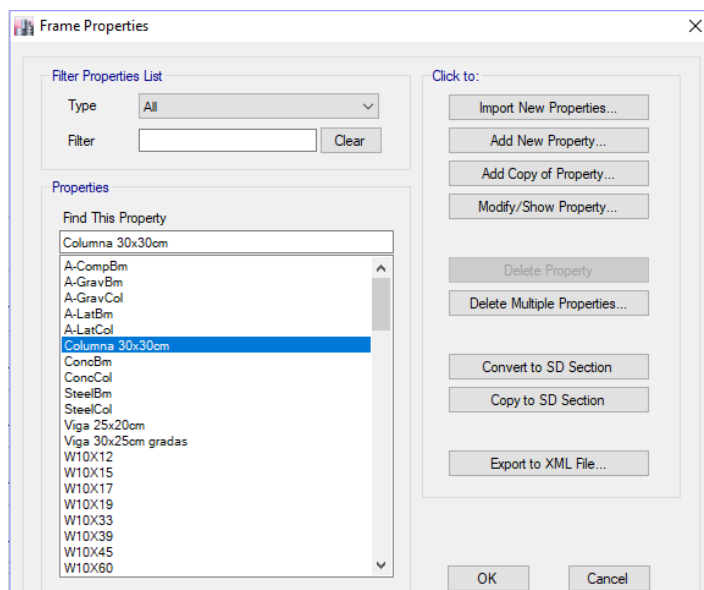 Frame Properties
Filter Properties List
Type
All
Filter
Clear
Properties
Find This Property
Columna 30x30cm
A-CompBm
A-GravBm
A-GravCol
A-LatBm
A-LatCol
Columna 30x30cm
ConcBm
ConcCol
SteelBm
SteelCol
Viga 25x20cm
Viga 30x25cm gradas
W10X12
W10X15
W10X17
W10X19
W10X33
W10X39
W10X45
W10X60
Click to:
Import New Properties...
Add New Property...
Add Copy of Property...
Modify/Show Property...
Delete Property
Delete Multiple Properties...
Convert to SD Section
Copy to SD Section
Export to XML File...
OK
Cancel